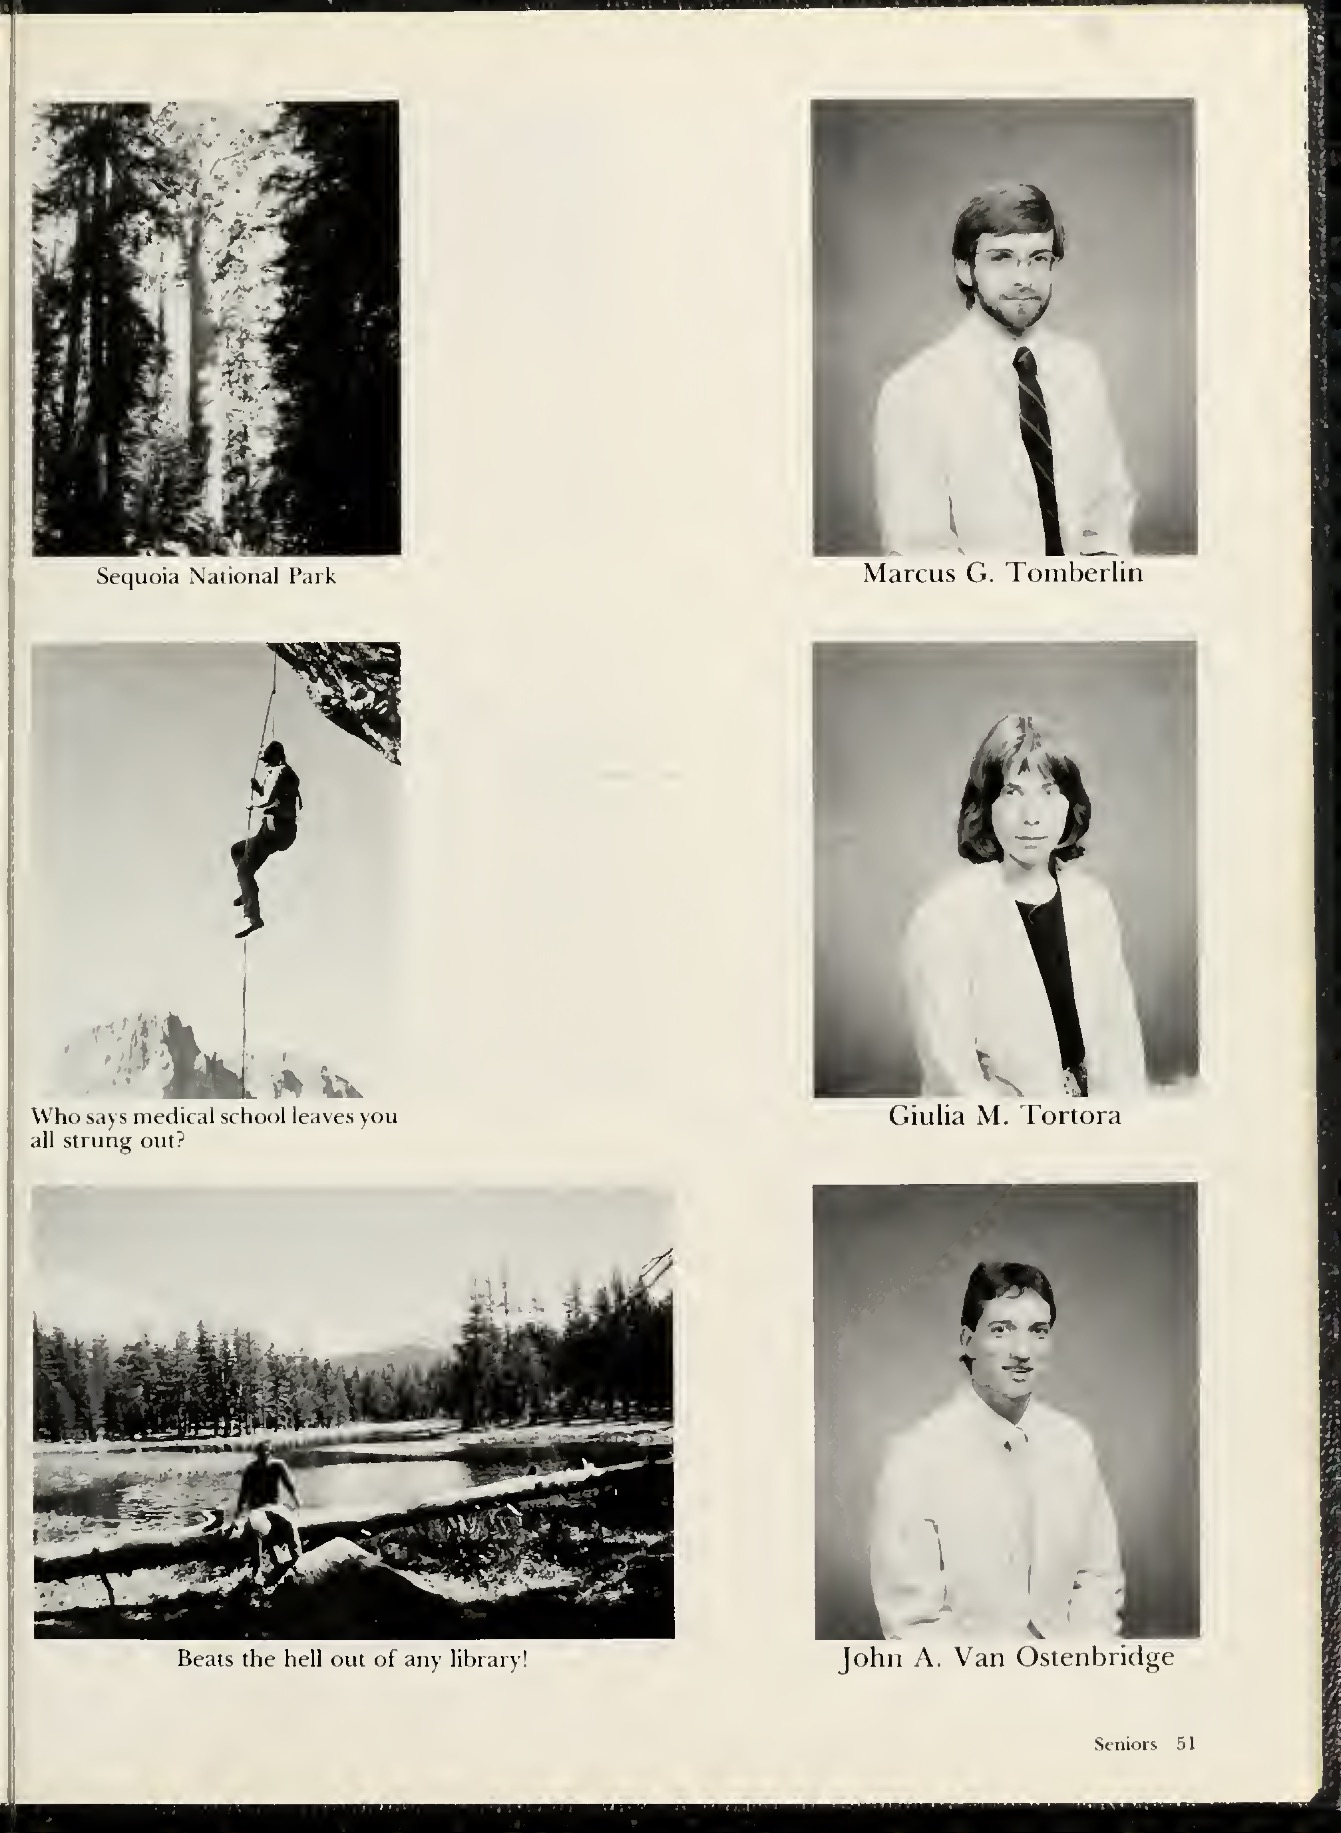 Sequoia National Park
Marcus G. Tomberlin
Who says medical school leaves you
all strung out?
Giulia M. Tortora
Beats the hell out of any library!
John A. Van Ostenbridge
Seniors 51